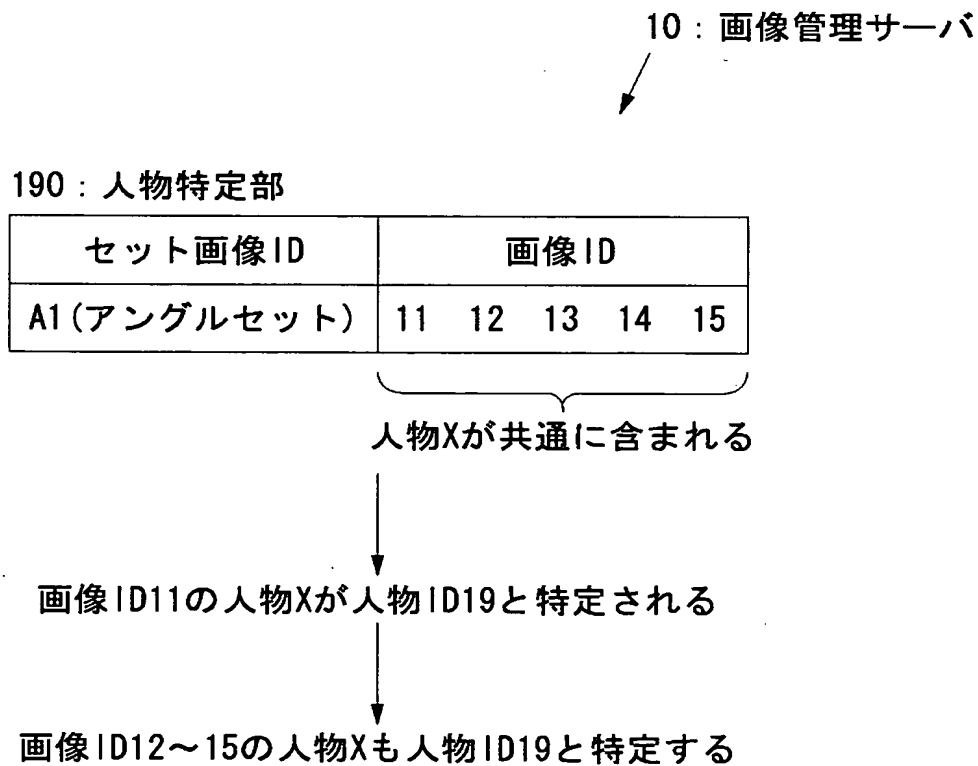 10：画像管理サーバ
190：人物特定部
セット画像ID 画像ID
A1(アングルセット) 11 12 13 14 15
人物Xが共通に含まれる
画像ID11の人物Xが人物ID19と特定される
画像ID12～15の人物Xも人物ID19と特定する